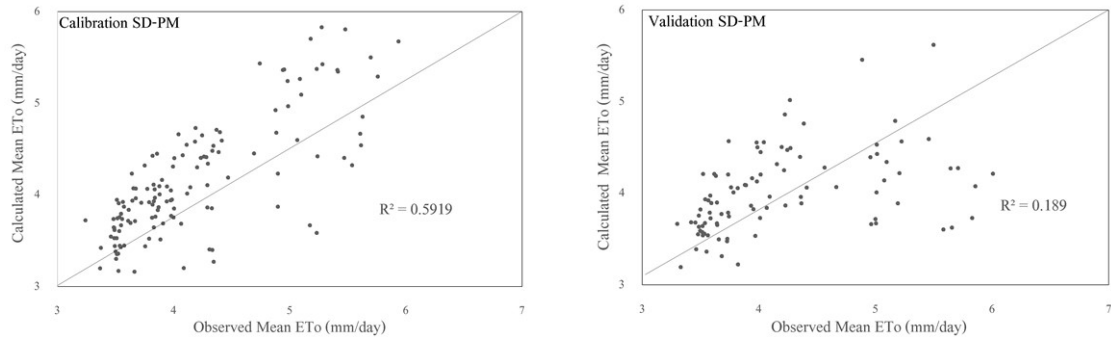 Calibration SD-PM
Calculated Mean ETo (mm/day)
6
5
4
3
R² = 0.5919
3
4
5
6
7
Observed Mean ETo (mm/day)
Validation SD-PM
Calculated Mean ETo (mm/day)
6
5
4
3
R² = 0.189
3
4
5
6
7
Observed Mean ETo (mm/day)